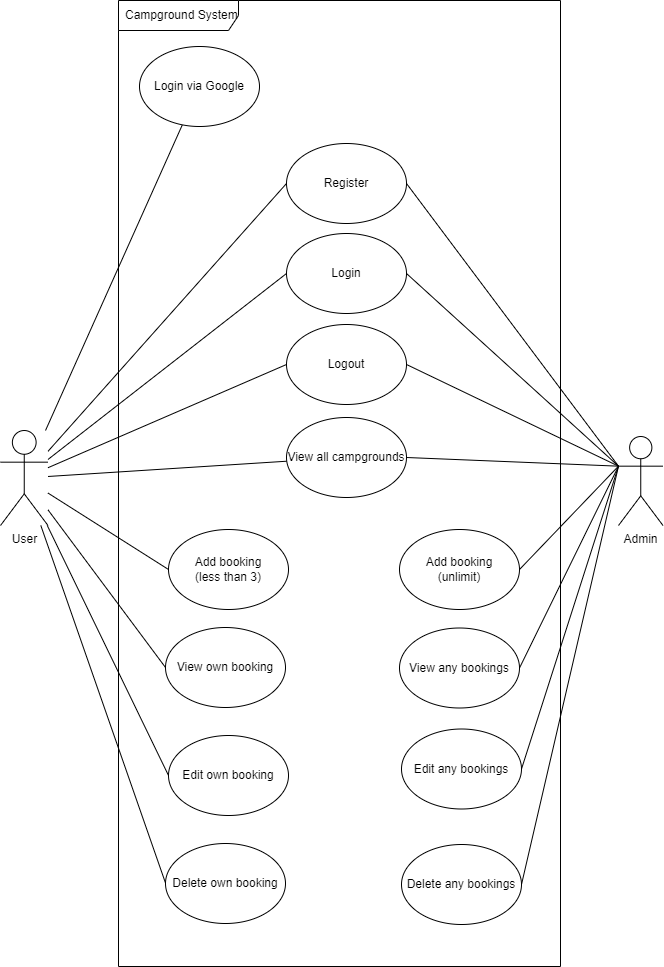 Campground System
Login via Google
Register
Login
Logout
View all campgrounds
User
Admin
Add booking
(less than 3)
Add booking
(unlimit)
View own booking
View any bookings
Edit own booking
Edit any bookings
Delete own booking
Delete any bookings